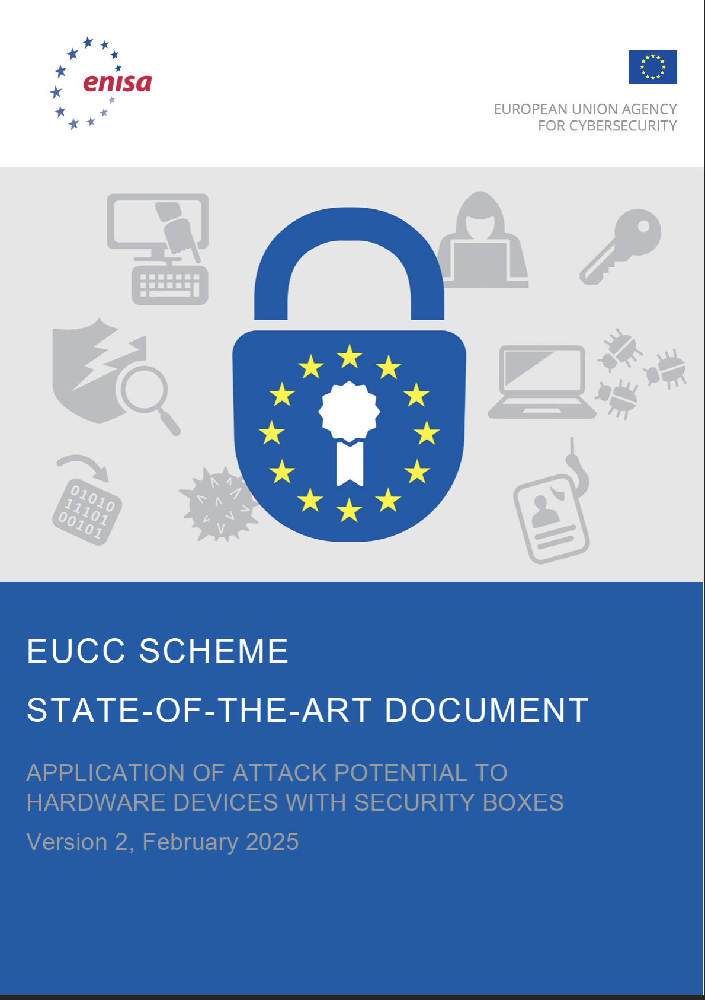 enisa
EUROPEAN UNION AGENCY
FOR CYBERSECURITY
01010
11101
00101
EUCC SCHEME
STATE-OF-THE-ART DOCUMENT
APPLICATION OF ATTACK POTENTIAL TO
HARDWARE DEVICES WITH SECURITY BOXES
Version 2, February 2025